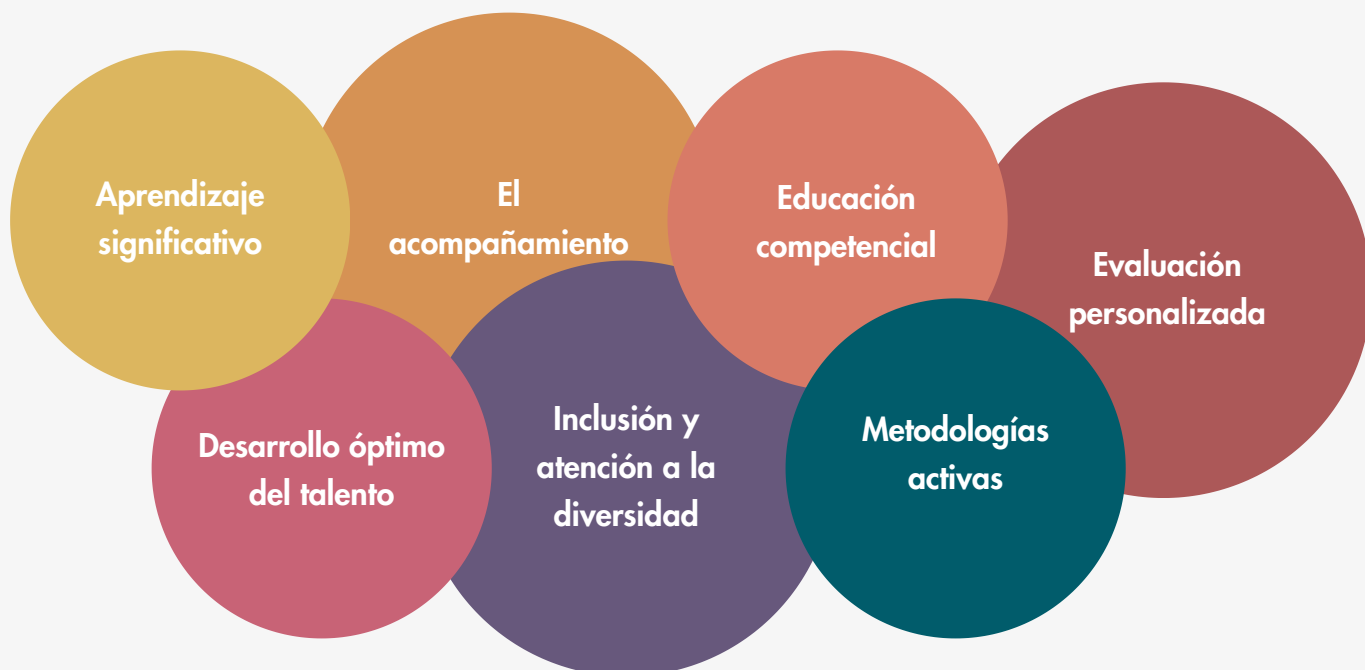 Aprendizaje
significativo
El
acompañamiento
Educación
competencial
Evaluación
personalizada
Desarrollo óptimo
del talento
Inclusión y
atención a la
diversidad
Metodologías
activas